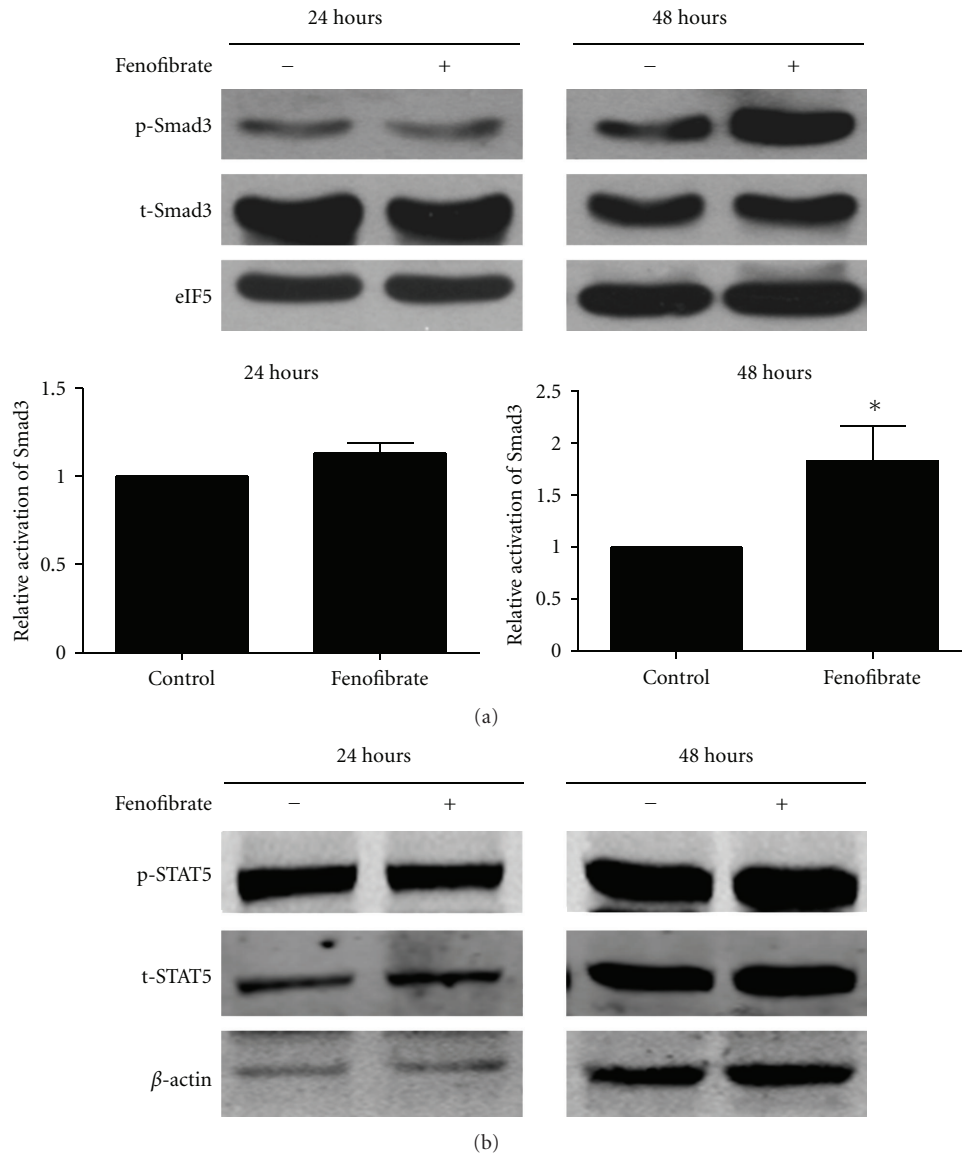 24 hours 48 hours
Fenofibrate − + − +
p-Smad3
t-Smad3
eIF5
24 hours
Relative activation of Smad3
1.5
1
0.5
0
Control Fenofibrate
48 hours
Relative activation of Smad3
2.5
2
1.5
1
0.5
0
*
Control Fenofibrate
(a)
24 hours 48 hours
Fenofibrate − + − +
p-STAT5
t-STAT5
β-actin
(b)